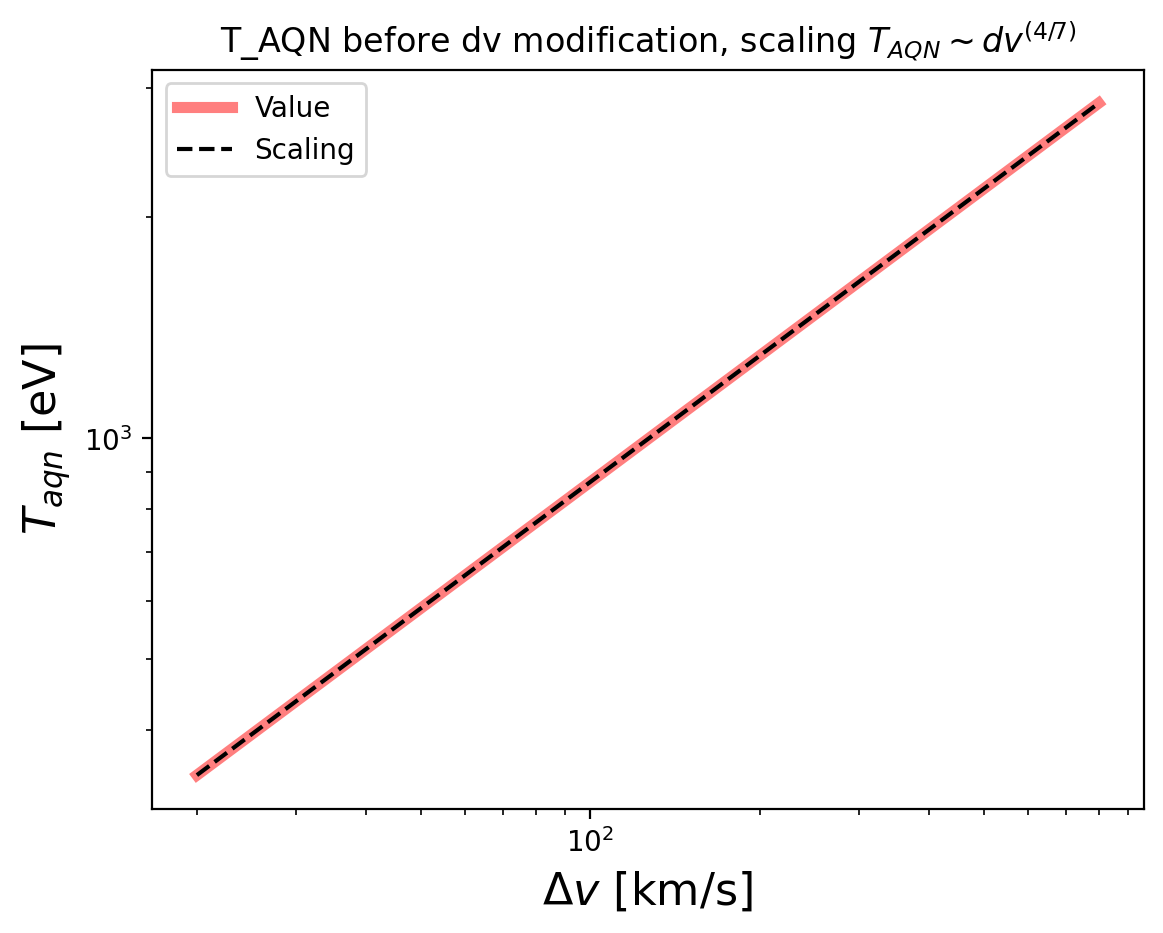 T_AQN before dv modification, scaling $T_{AQN} \sim dv^{(4/7)}$
Value
Scaling
$T_{aqn}$ [eV]
$10^3$
$10^2$
$\Delta v$ [km/s]